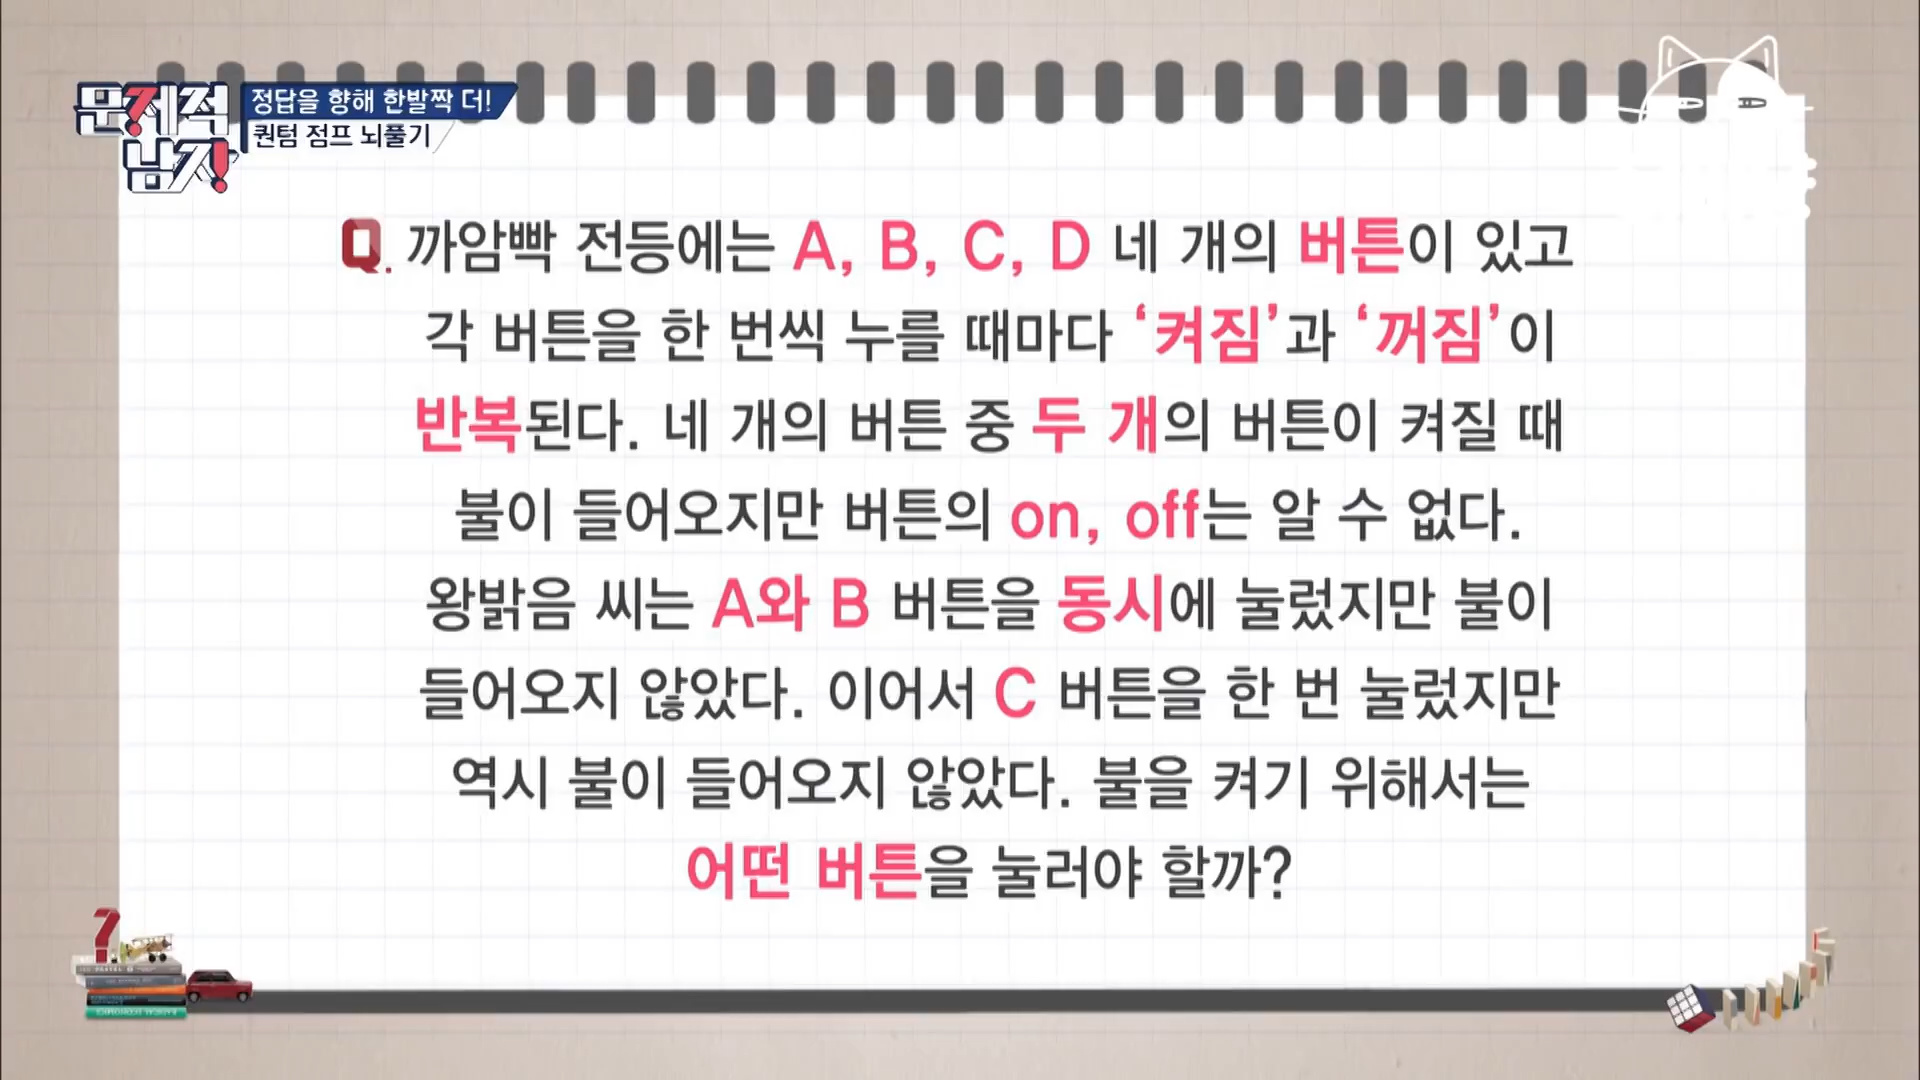 문제적
남자!
정답을 향해 한발짝 더!
퀀텀 점프 뇌풀기
Q. 까암빡 전등에는 A, B, C, D 네 개의 버튼이 있고
각 버튼을 한 번씩 누를 때마다 ‘켜짐’과 ‘꺼짐’이
반복된다. 네 개의 버튼 중 두 개의 버튼이 켜질 때
불이 들어오지만 버튼의 on, off는 알 수 없다.
왕밝음 씨는 A와 B 버튼을 동시에 눌렀지만 불이
들어오지 않았다. 이어서 C 버튼을 한 번 눌렀지만
역시 불이 들어오지 않았다. 불을 켜기 위해서는
어떤 버튼을 눌러야 할까?